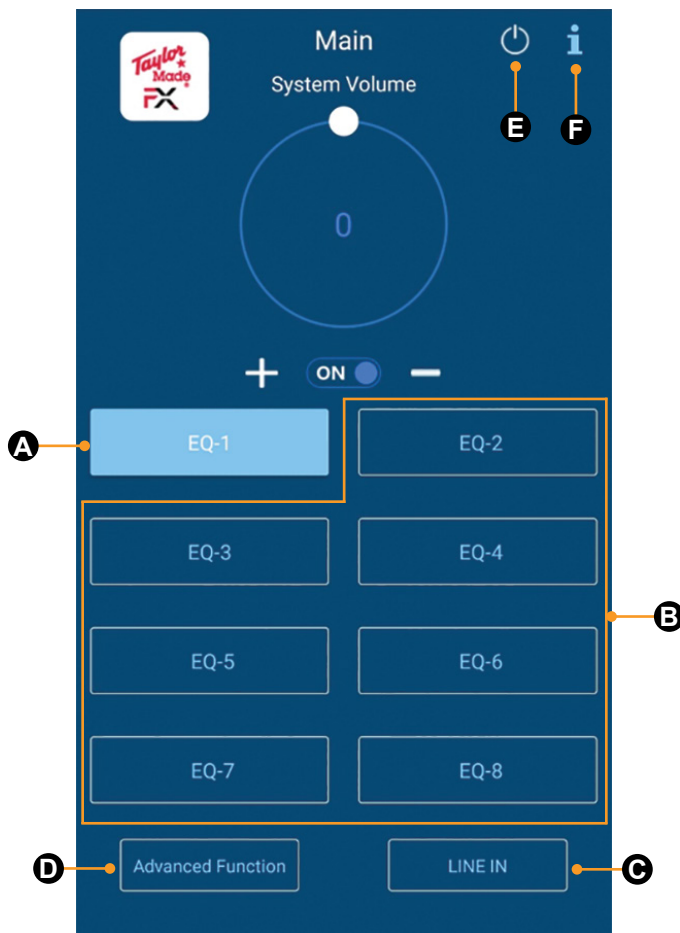 Taylor
Made
FX
Main
System Volume
E
F
0
+ ON −
A
EQ-1
EQ-2
EQ-3
EQ-4
B
EQ-5
EQ-6
EQ-7
EQ-8
D
Advanced Function
LINE IN
C